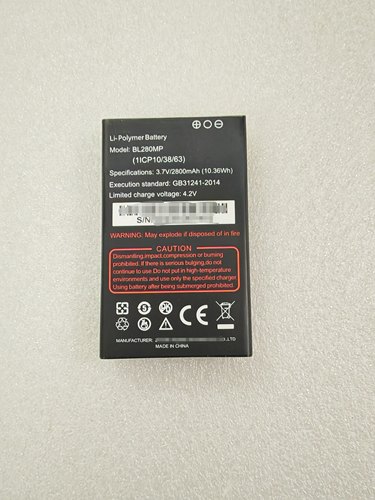 Li-Polymer Battery
Model: BL280MP
(1ICP10/38/63)
Specifications: 3.7V/2800mAh (10.36Wh)
Execution standard: GB31241-2014
Limited charge voltage: 4.2V
S/N:
WARNING: May explode if disposed of in fire
CAUTION
Dismanfling,impact,compression or burning
prohibited. If there is serious bulging,do not
continue to use Do not put in high-temperature
environments and use only the specified charger.
Using battery after being submerged prohibited.
5
CE
MANUFACTURER: ,LTD
MADE IN CHINA